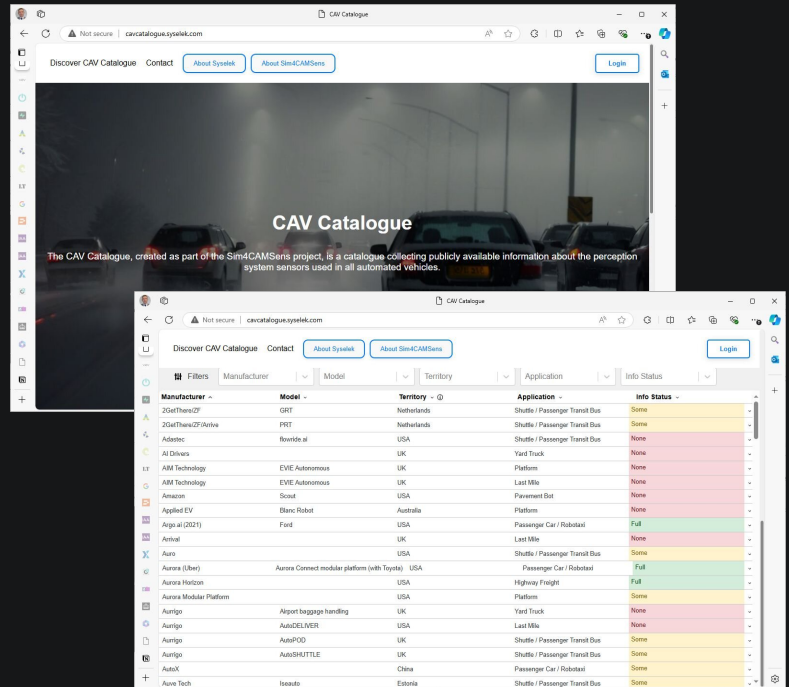 CAV Catalogue
Not secure | cavcatalogue.syselek.com
Discover CAV Catalogue Contact About Syselek About Sim4CAMSens Login
CAV Catalogue
The CAV Catalogue, created as part of the Sim4CAMSens project, is a catalogue collecting publicly available information about the perception
system sensors used in all automated vehicles.
CAV Catalogue
Not secure | cavcatalogue.syselek.com
Discover CAV Catalogue Contact About Syselek About Sim4CAMSens Login
Filters Manufacturer Model Territory Application Info Status
Manufacturer Model Territory Application Info Status
2GetThere/ZF GRT Netherlands Shuttle / Passenger Transit Bus Some
2GetThere/ZF/Arrive PRT Netherlands Shuttle / Passenger Transit Bus Some
Adastec flowride.ai USA Shuttle / Passenger Transit Bus None
AI Drivers UK Yard Truck None
AIM Technology EVIE Autonomous UK Platform None
AIM Technology EVIE Autonomous UK Last Mile None
Amazon Scout USA Pavement Bot None
Applied EV Blanc Robot Australia Platform None
Argo.ai (2021) Ford USA Passenger Car / Robotaxi Full
Arrival UK Last Mile None
Auro USA Shuttle / Passenger Transit Bus Some
Aurora (Uber) Aurora Connect modular platform (with Toyota) USA Passenger Car / Robotaxi Full
Aurora Horizon USA Highway Freight Full
Aurora Modular Platform USA Platform Some
Aurrigo Airport baggage handling UK Yard Truck None
Aurrigo AutoDELIVER USA Last Mile None
Aurrigo AutoPOD UK Shuttle / Passenger Transit Bus Some
Aurrigo AutoSHUTTLE UK Shuttle / Passenger Transit Bus Some
AutoX China Passenger Car / Robotaxi Some
Auve Tech Iseauto Estonia Shuttle / Passenger Transit Bus Some